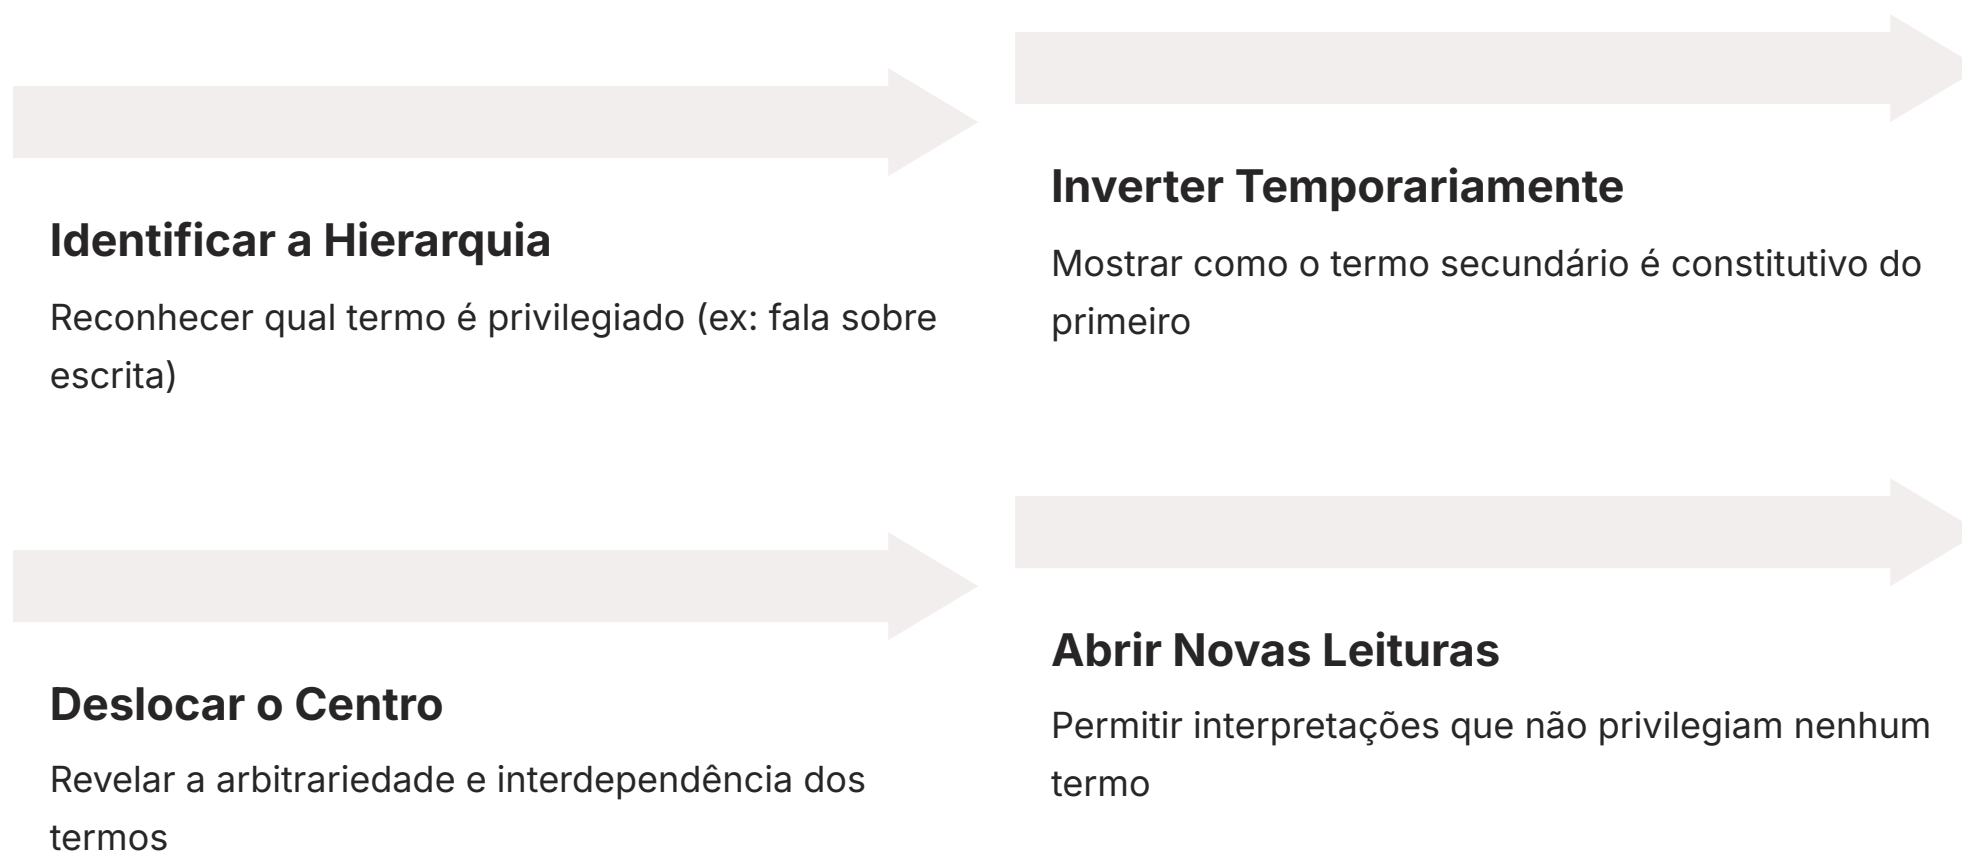 Identificar a Hierarquia
Reconhecer qual termo é privilegiado (ex: fala sobre
escrita)
Inverter Temporariamente
Mostrar como o termo secundário é constitutivo do
primeiro
Deslocar o Centro
Revelar a arbitrariedade e interdependência dos
termos
Abrir Novas Leituras
Permitir interpretações que não privilegiam nenhum
termo